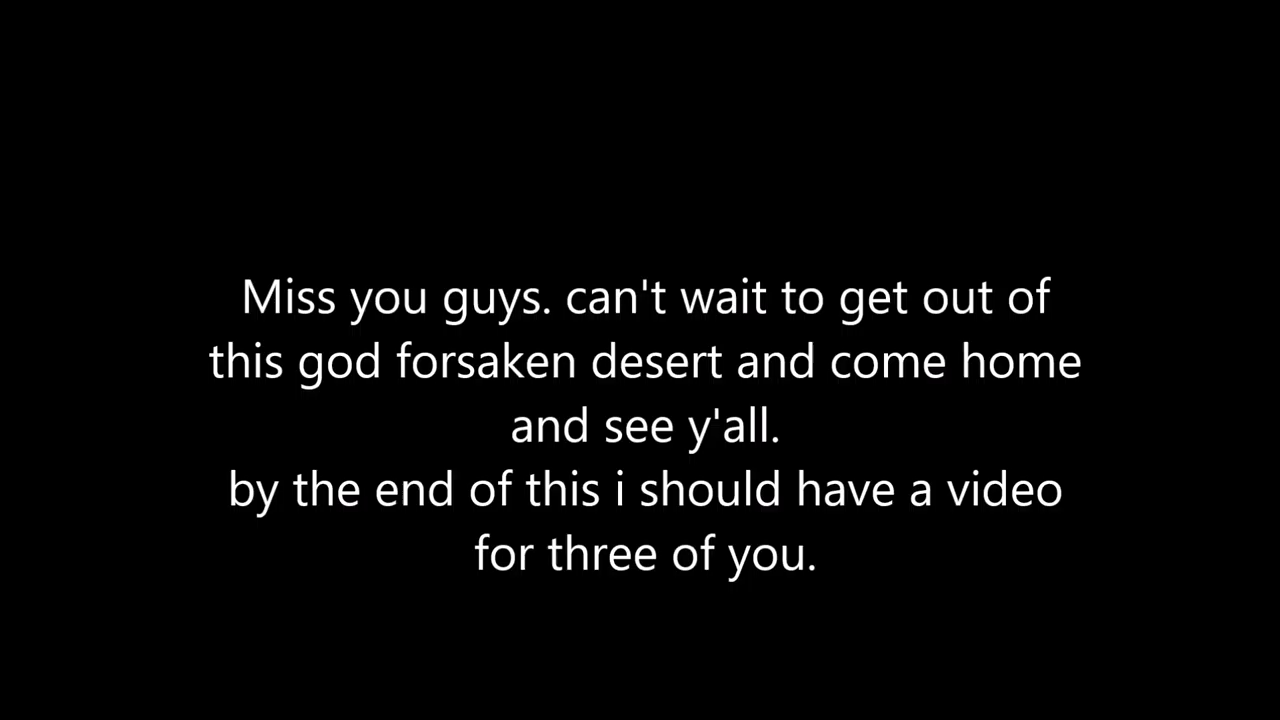 Miss you guys. can't wait to get out of
this god forsaken desert and come home
and see y'all.
by the end of this i should have a video
for three of you.